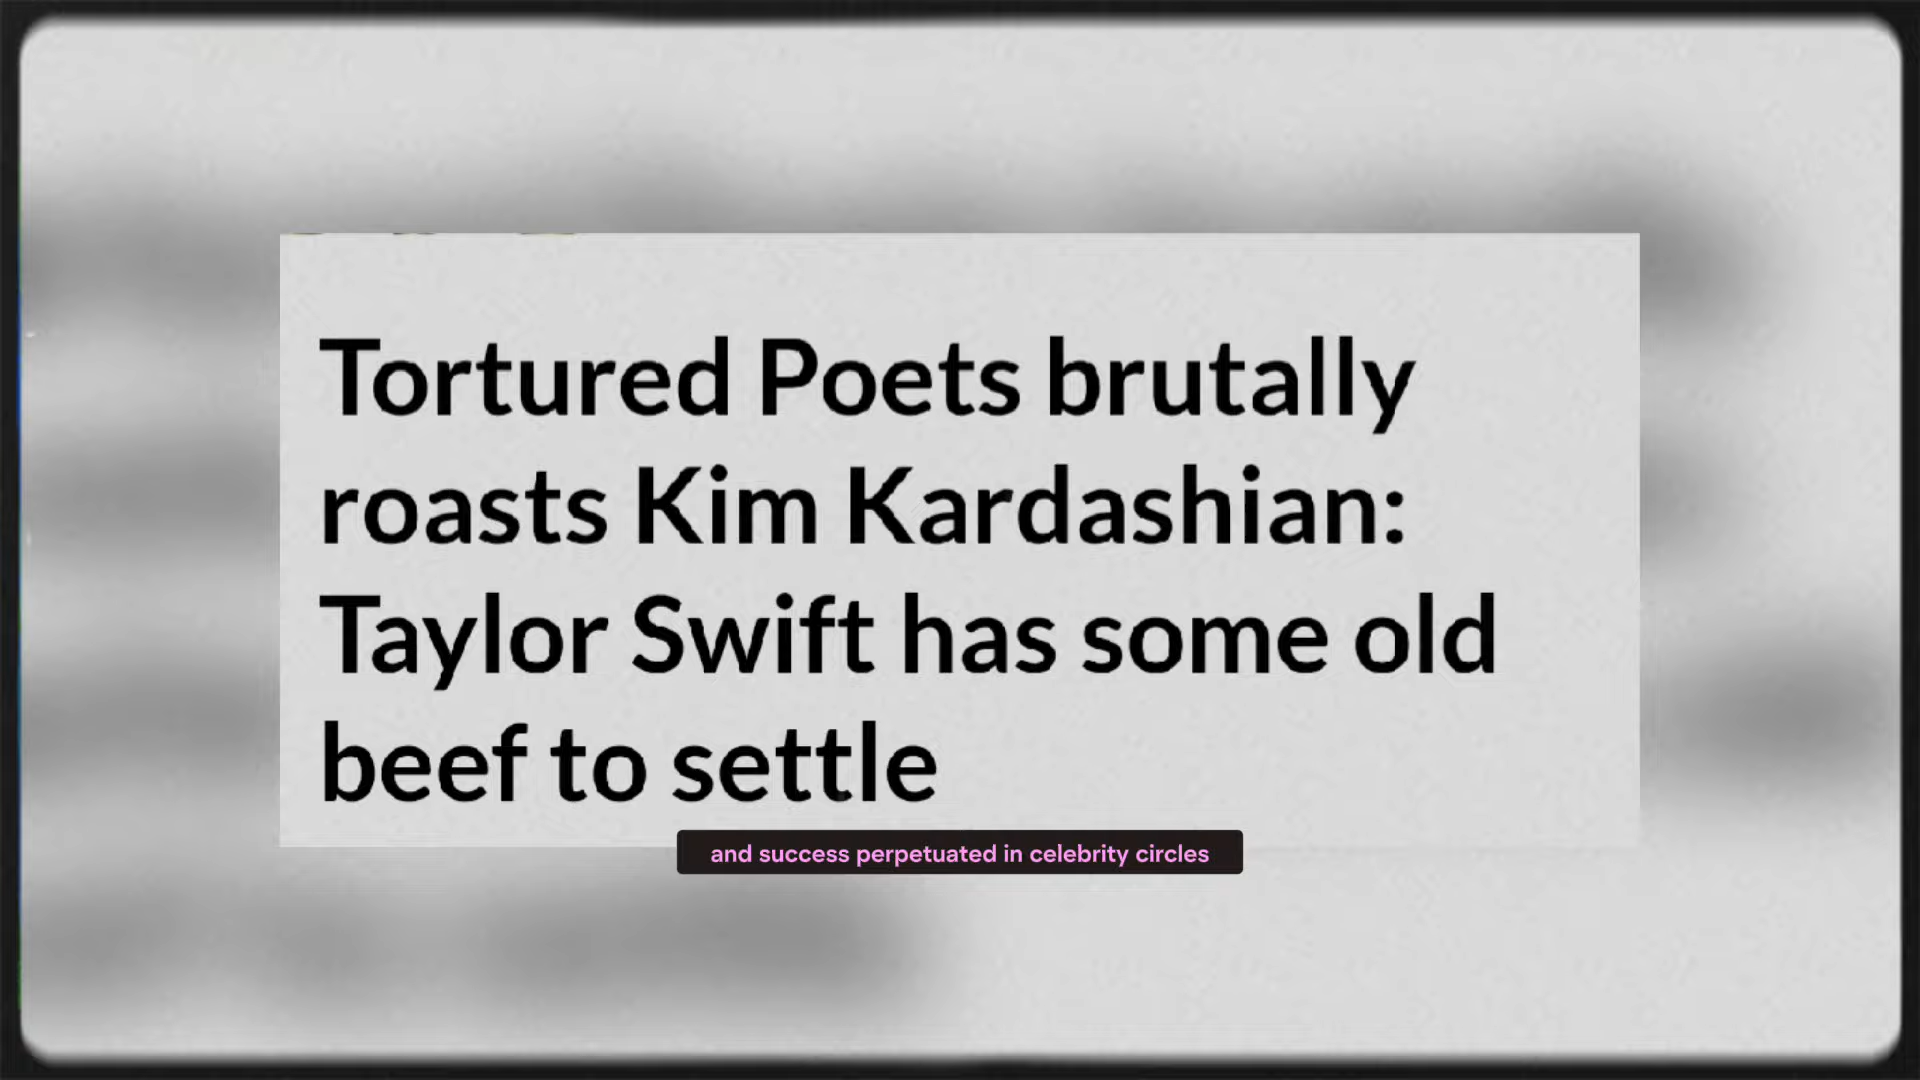 Tortured Poets brutally
roasts Kim Kardashian:
Taylor Swift has some old
beef to settle
and success perpetuated in celebrity circles